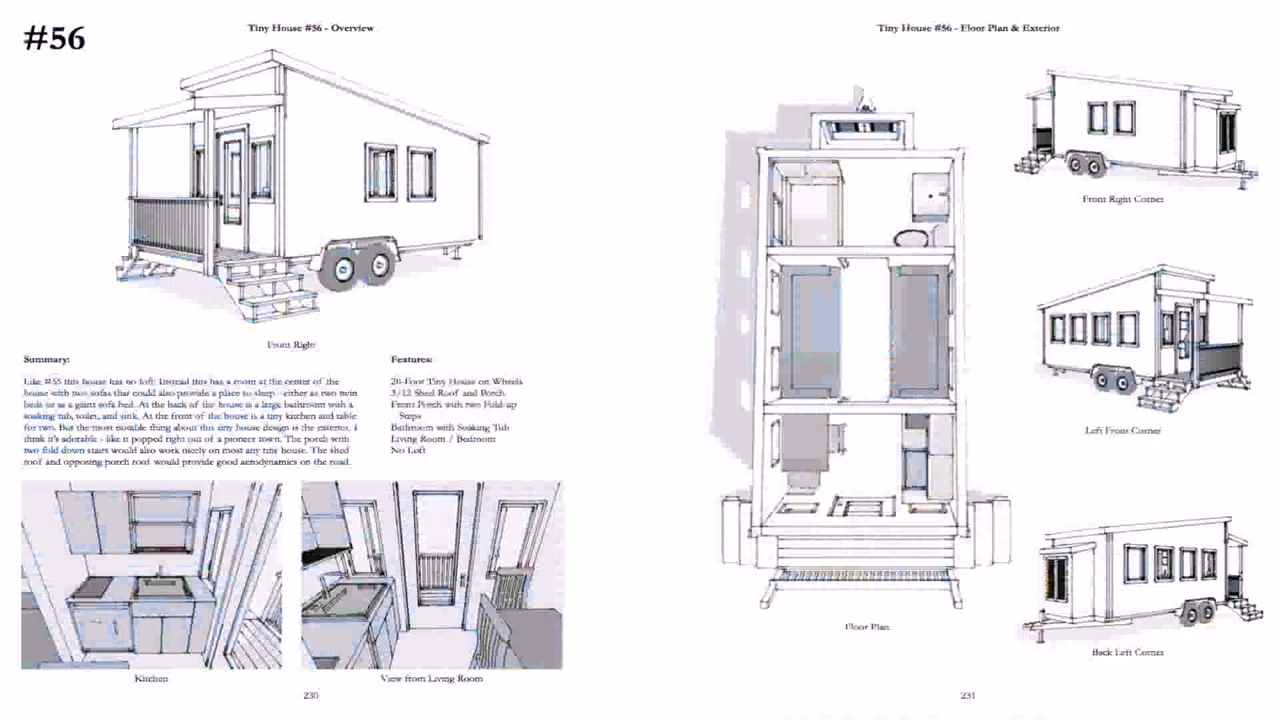 #56
Tiny House #56 - Overview
Front Right
Summary:
Like #55 this house has no loft. Instead this has a room at the center of the
house with two sofas that could also provide a place to sleep - either as two twin
beds or as a giant sofa bed. At the back of the house is a large bathroom with a
soaking tub, toilet, and sink. At the front of the house is a tiny kitchen and table
for two. But the most notable thing about this tiny house design is the exterior. I
think it's adorable - like it popped right out of a pioneer town. The porch with
two fold down stairs would also work nicely on most any tiny house. The shed
roof and opposing porch roof would provide good aerodynamics on the road.
Features:
20-Foot Tiny House on Wheels
3/12 Shed Roof and Porch
Front Porch with two Fold-up
Steps
Bathroom with Soaking Tub
Living Room / Bedroom
No Loft
Kitchen
View from Living Room
230
Tiny House #56 - Floor Plan & Exterior
Front Right Corner
Left Front Corner
Floor Plan
Back Left Corner
231